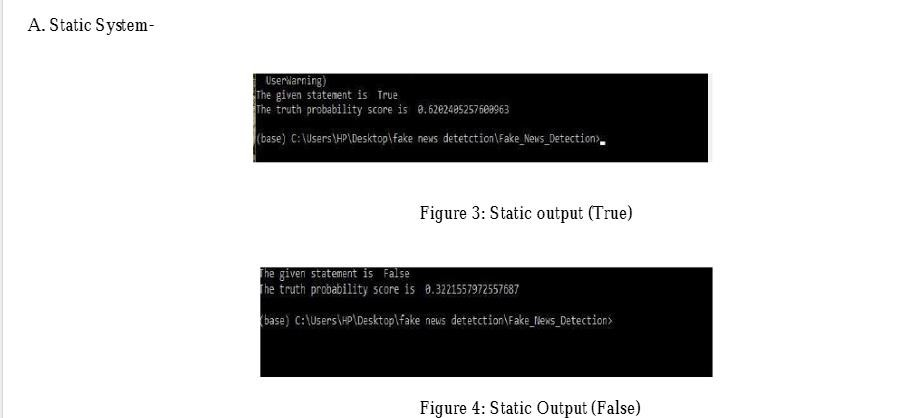 A. Static System-
UserWarning)
The given statement is True
The truth probability score is 0.6202405257600963
(base) C:\Users\HP\Desktop\fake news detetction\Fake_News_Detection>
Figure 3: Static output (True)
The given statement is False
The truth probability score is 0.3221557972557687
(base) C:\Users\HP\Desktop\fake news detetction\Fake_News_Detection>
Figure 4: Static Output (False)